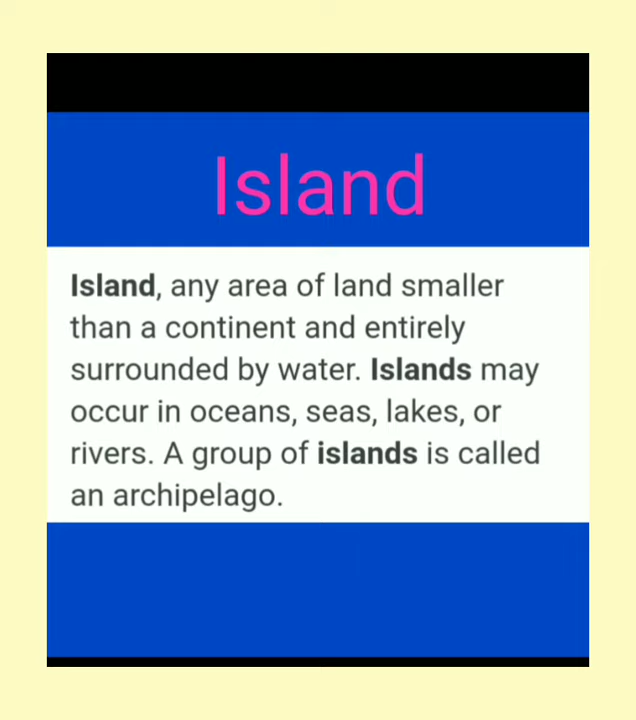 Island
Island, any area of land smaller
than a continent and entirely
surrounded by water. Islands may
occur in oceans, seas, lakes, or
rivers. A group of islands is called
an archipelago.